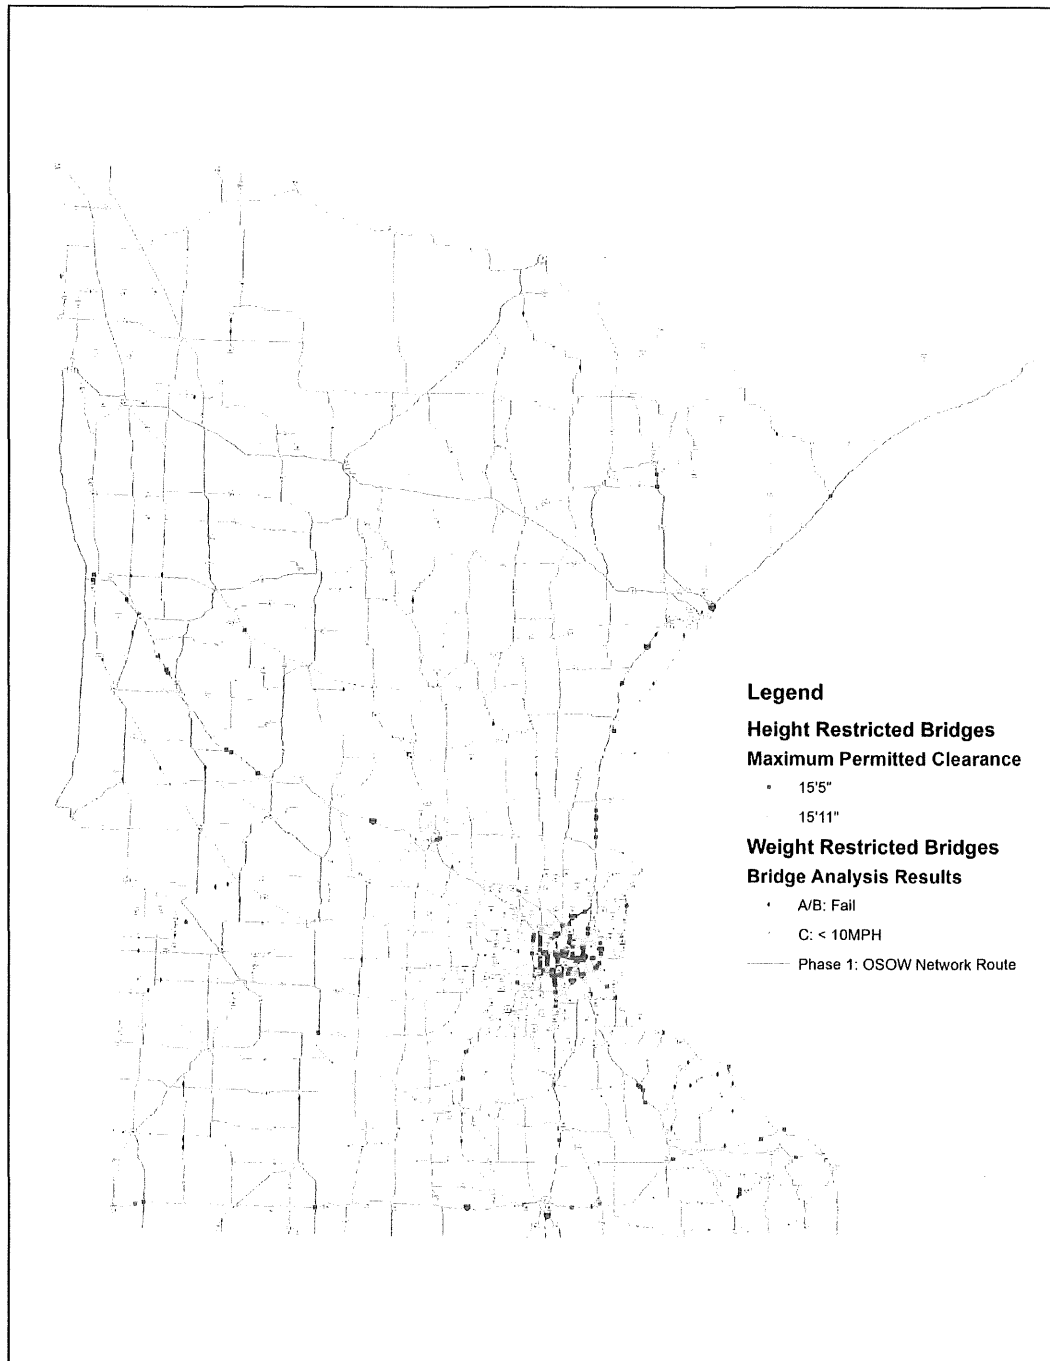 Legend
Height Restricted Bridges
Maximum Permitted Clearance
15'5"
15'11"
Weight Restricted Bridges
Bridge Analysis Results
A/B: Fail
C: < 10MPH
Phase 1: OSOW Network Route